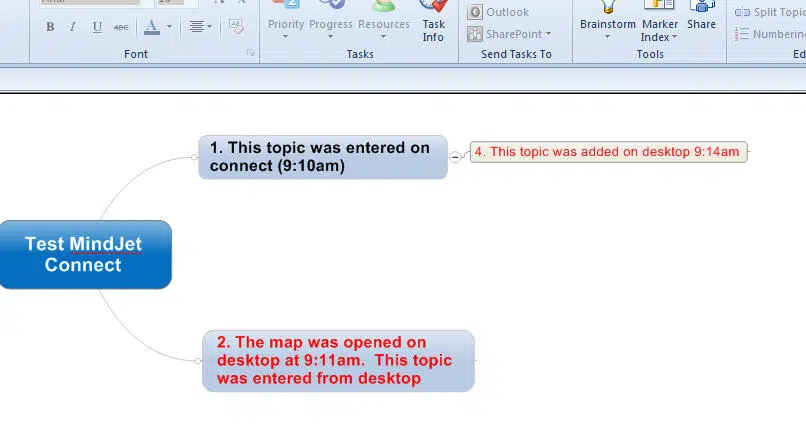 Arial
B I U ABC A
Font
Priority Progress Resources Task Info
Tasks
Outlook
SharePoint
Send Tasks To
Brainstorm Marker Index Share
Tools
Split Topic
Numbering
Ed
1. This topic was entered on
connect (9:10am)
4. This topic was added on desktop 9:14am
Test MindJet
Connect
2. The map was opened on
desktop at 9:11am. This topic
was entered from desktop